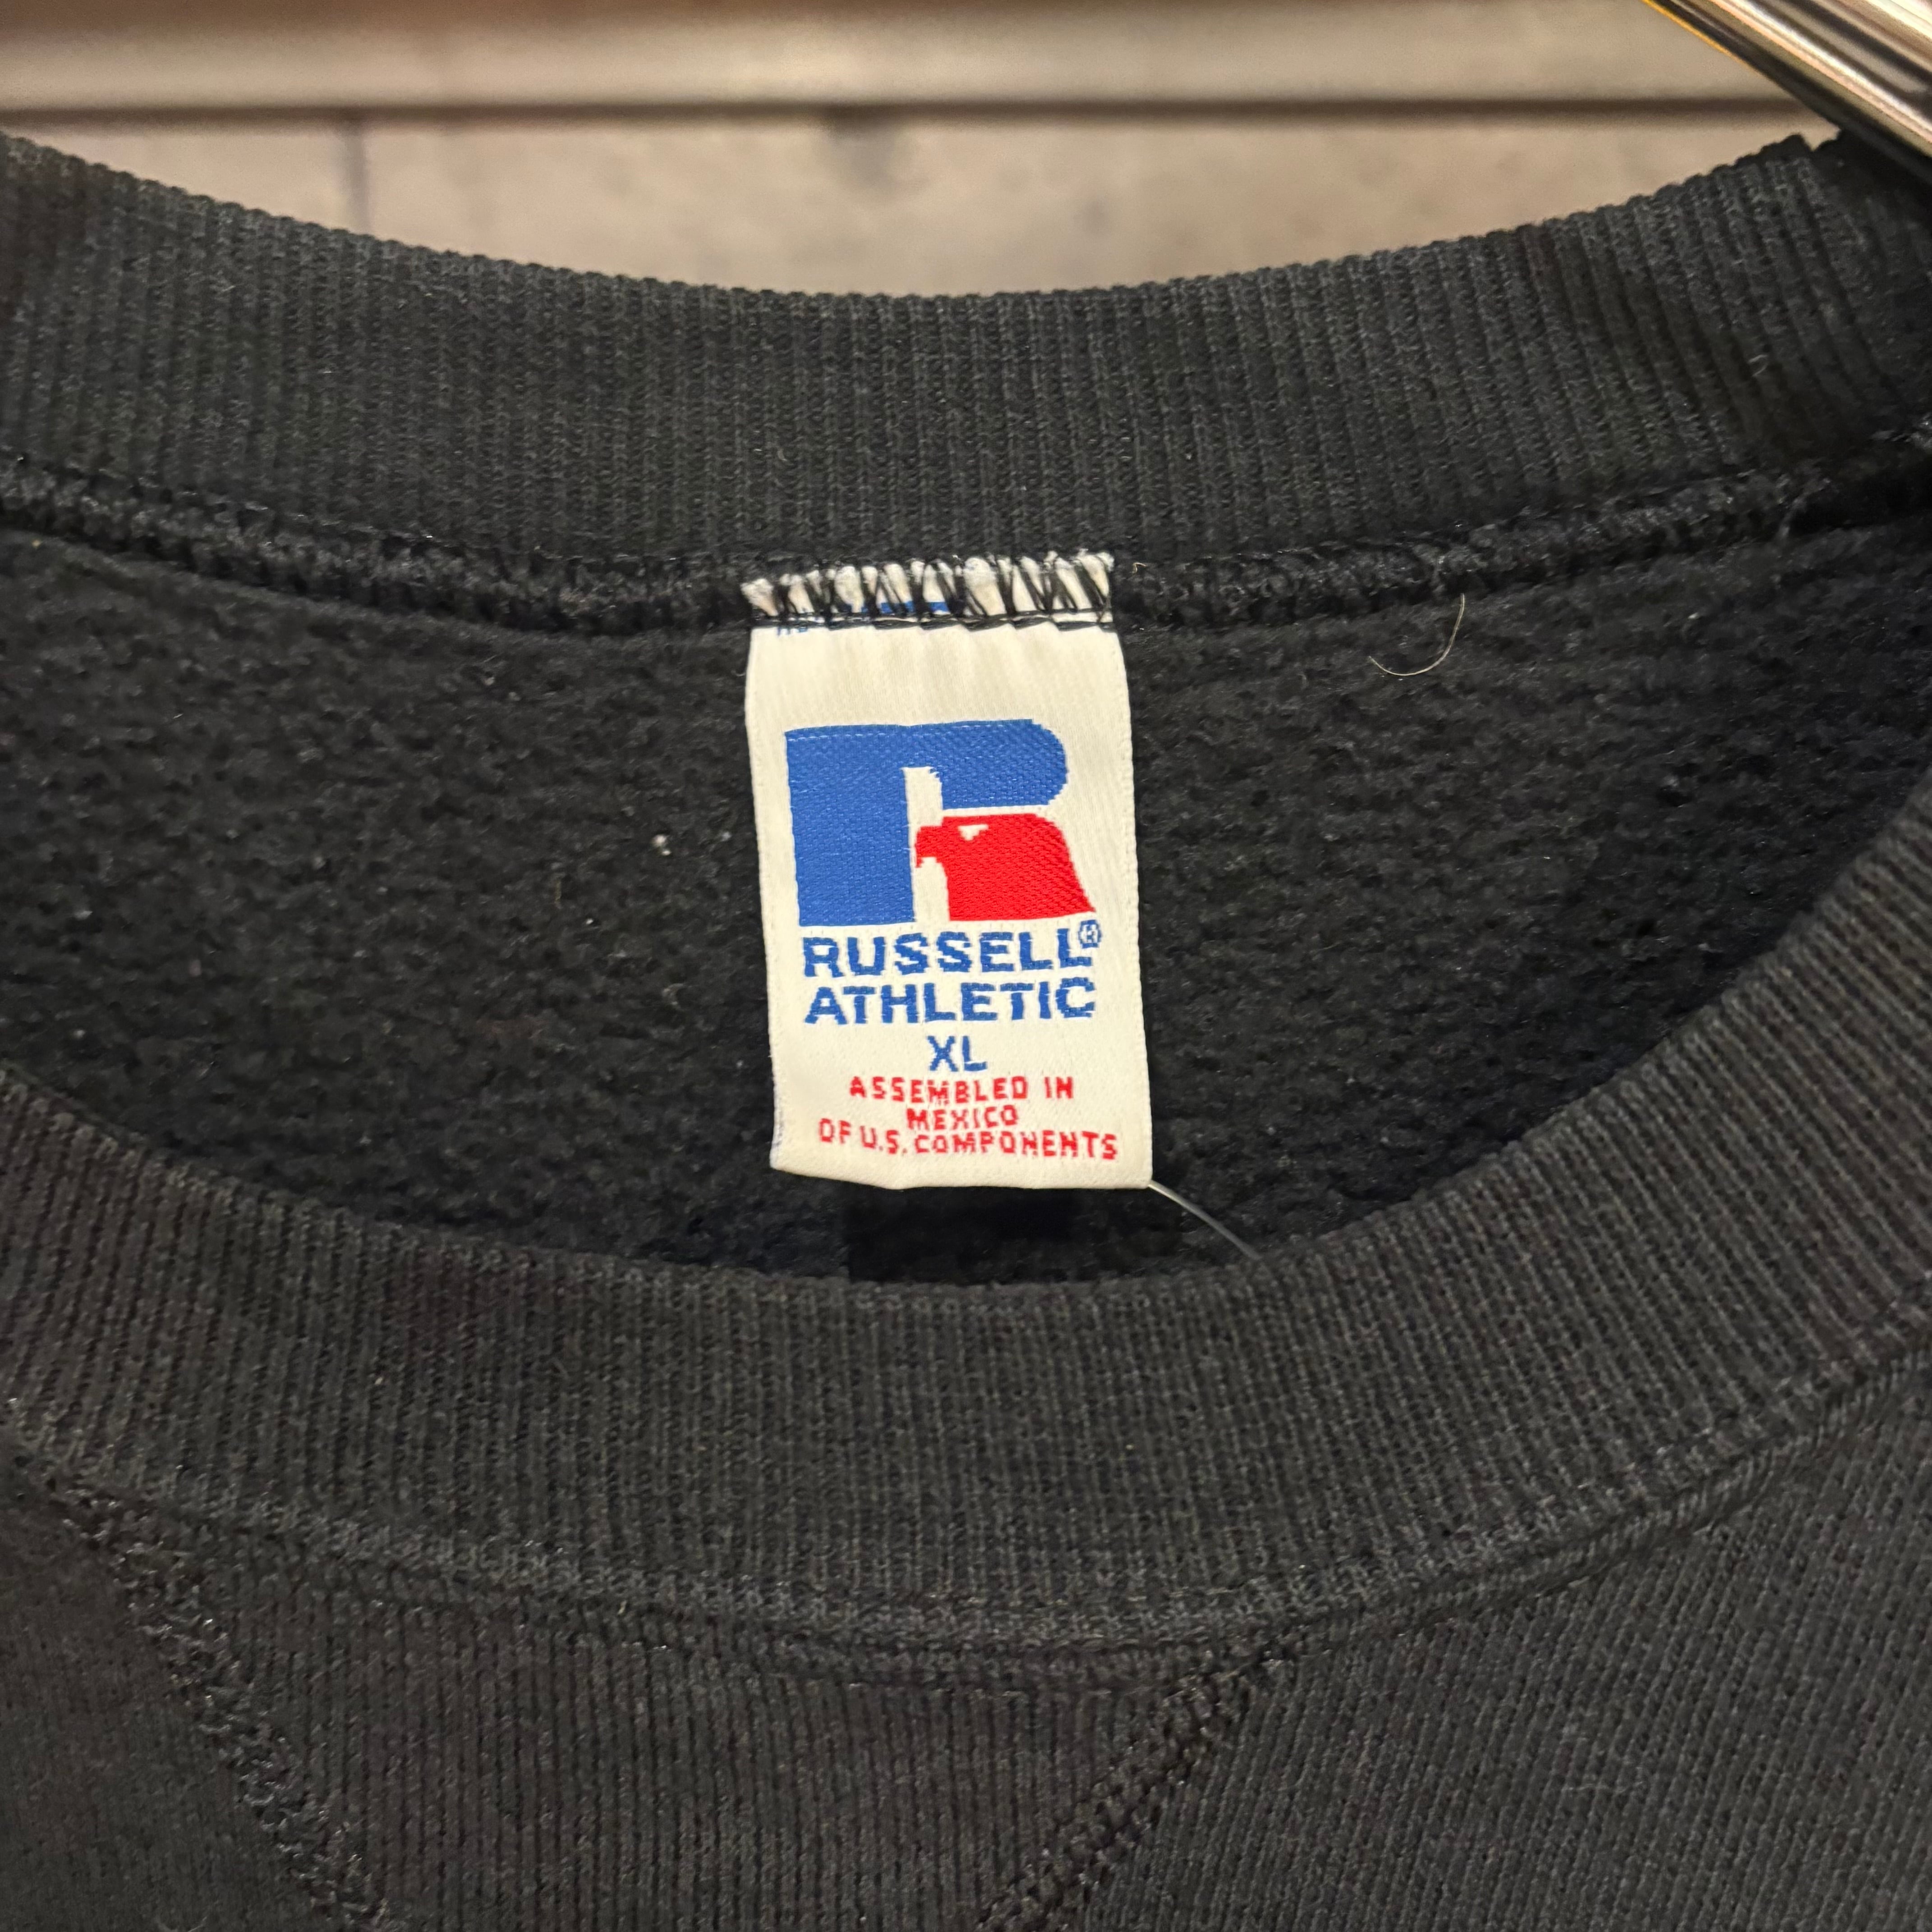 RUSSELL®
ATHLETIC
XL
ASSEMBLED IN
MEXICO
OF U.S. COMPONENTS